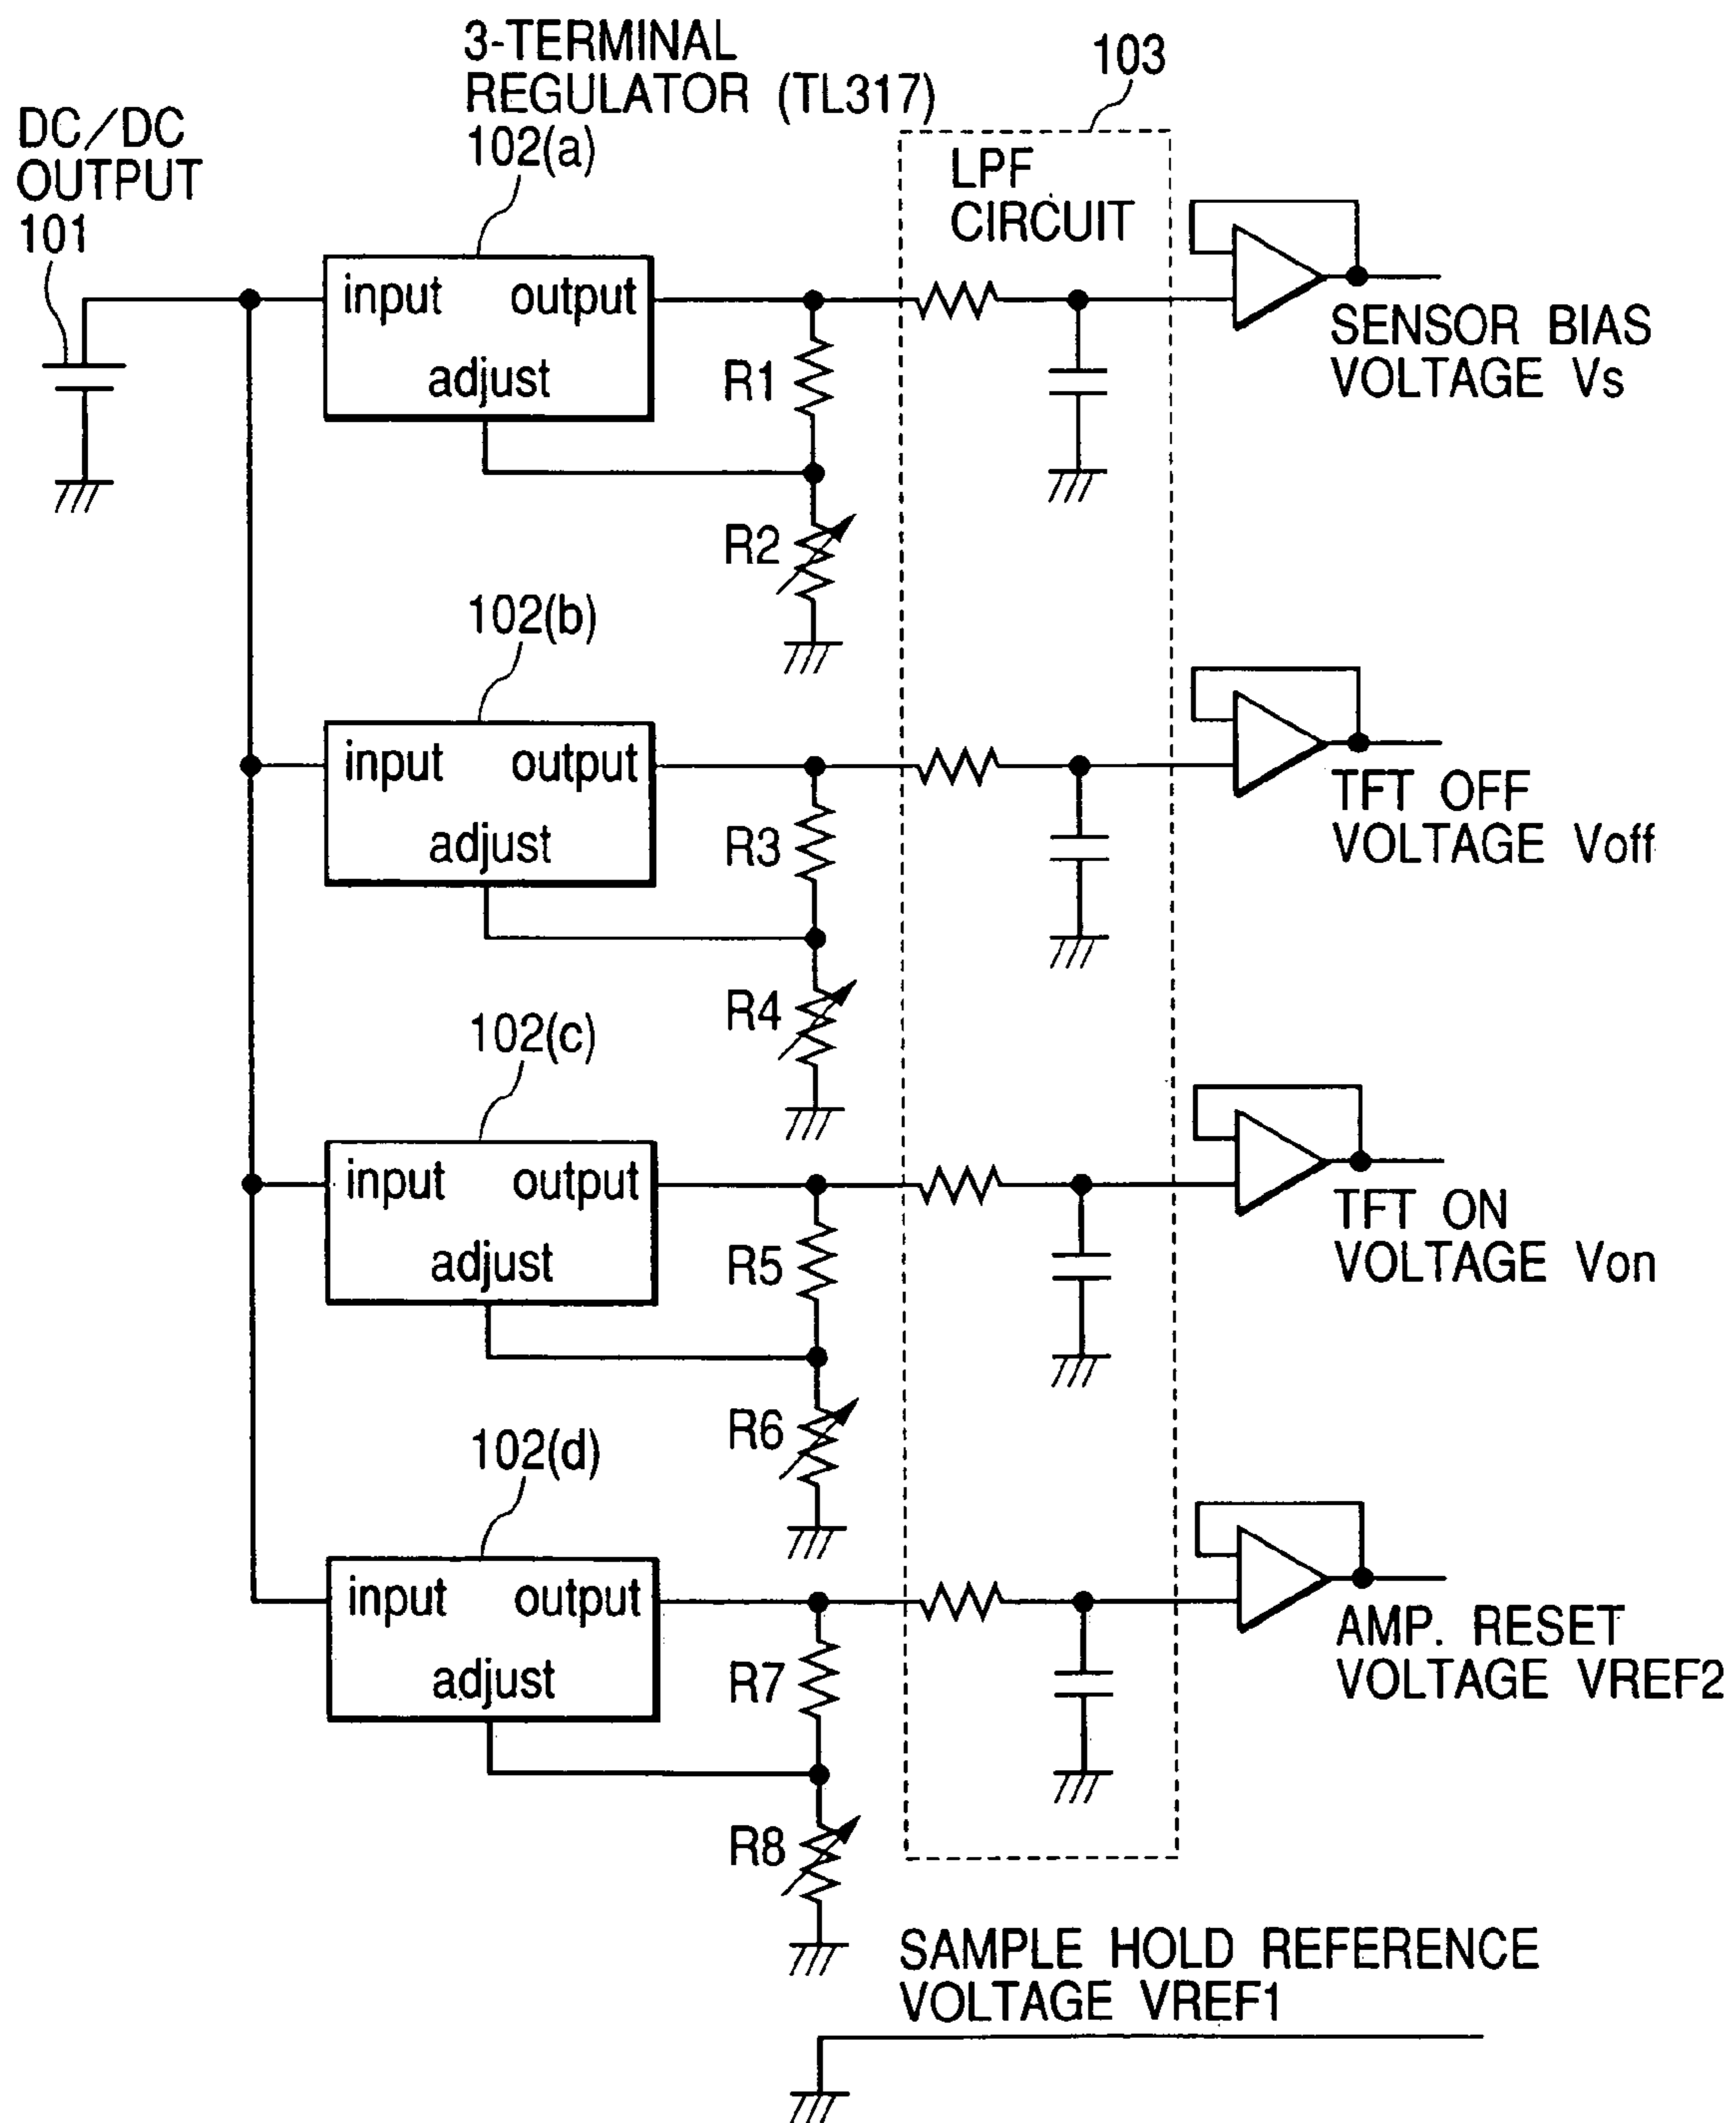 3-TERMINAL
REGULATOR (TL317)
102(a)
103
DC/DC
OUTPUT
101
LPF
CIRCUIT
input output
adjust
R1
R2
SENSOR BIAS
VOLTAGE Vs
102(b)
input output
adjust
R3
R4
TFT OFF
VOLTAGE Voff
102(c)
input output
adjust
R5
R6
TFT ON
VOLTAGE Von
102(d)
input output
adjust
R7
R8
AMP. RESET
VOLTAGE VREF2
SAMPLE HOLD REFERENCE
VOLTAGE VREF1